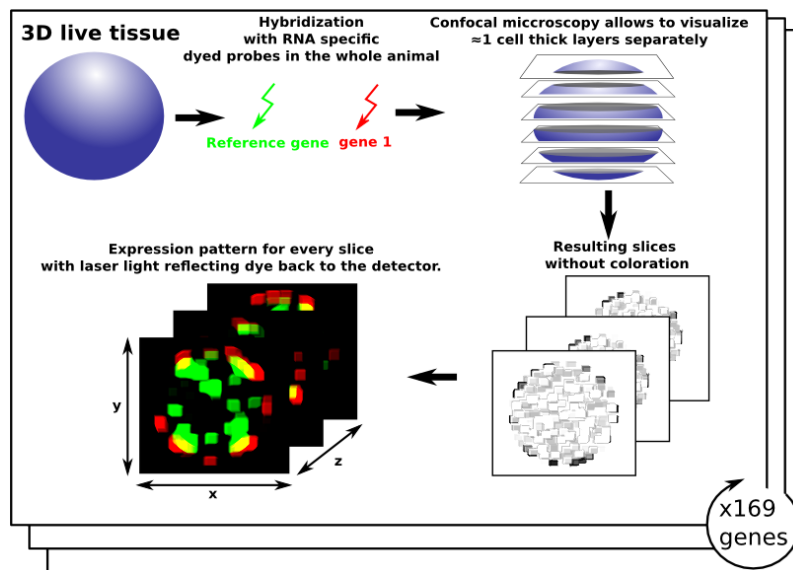 3D live tissue
Hybridization
with RNA specific
dyed probes in the whole animal
Reference gene
gene 1
Confocal miccroscopy allows to visualize
≈1 cell thick layers separately
Resulting slices
without coloration
Expression pattern for every slice
with laser light reflecting dye back to the detector.
y
x
z
x169
genes